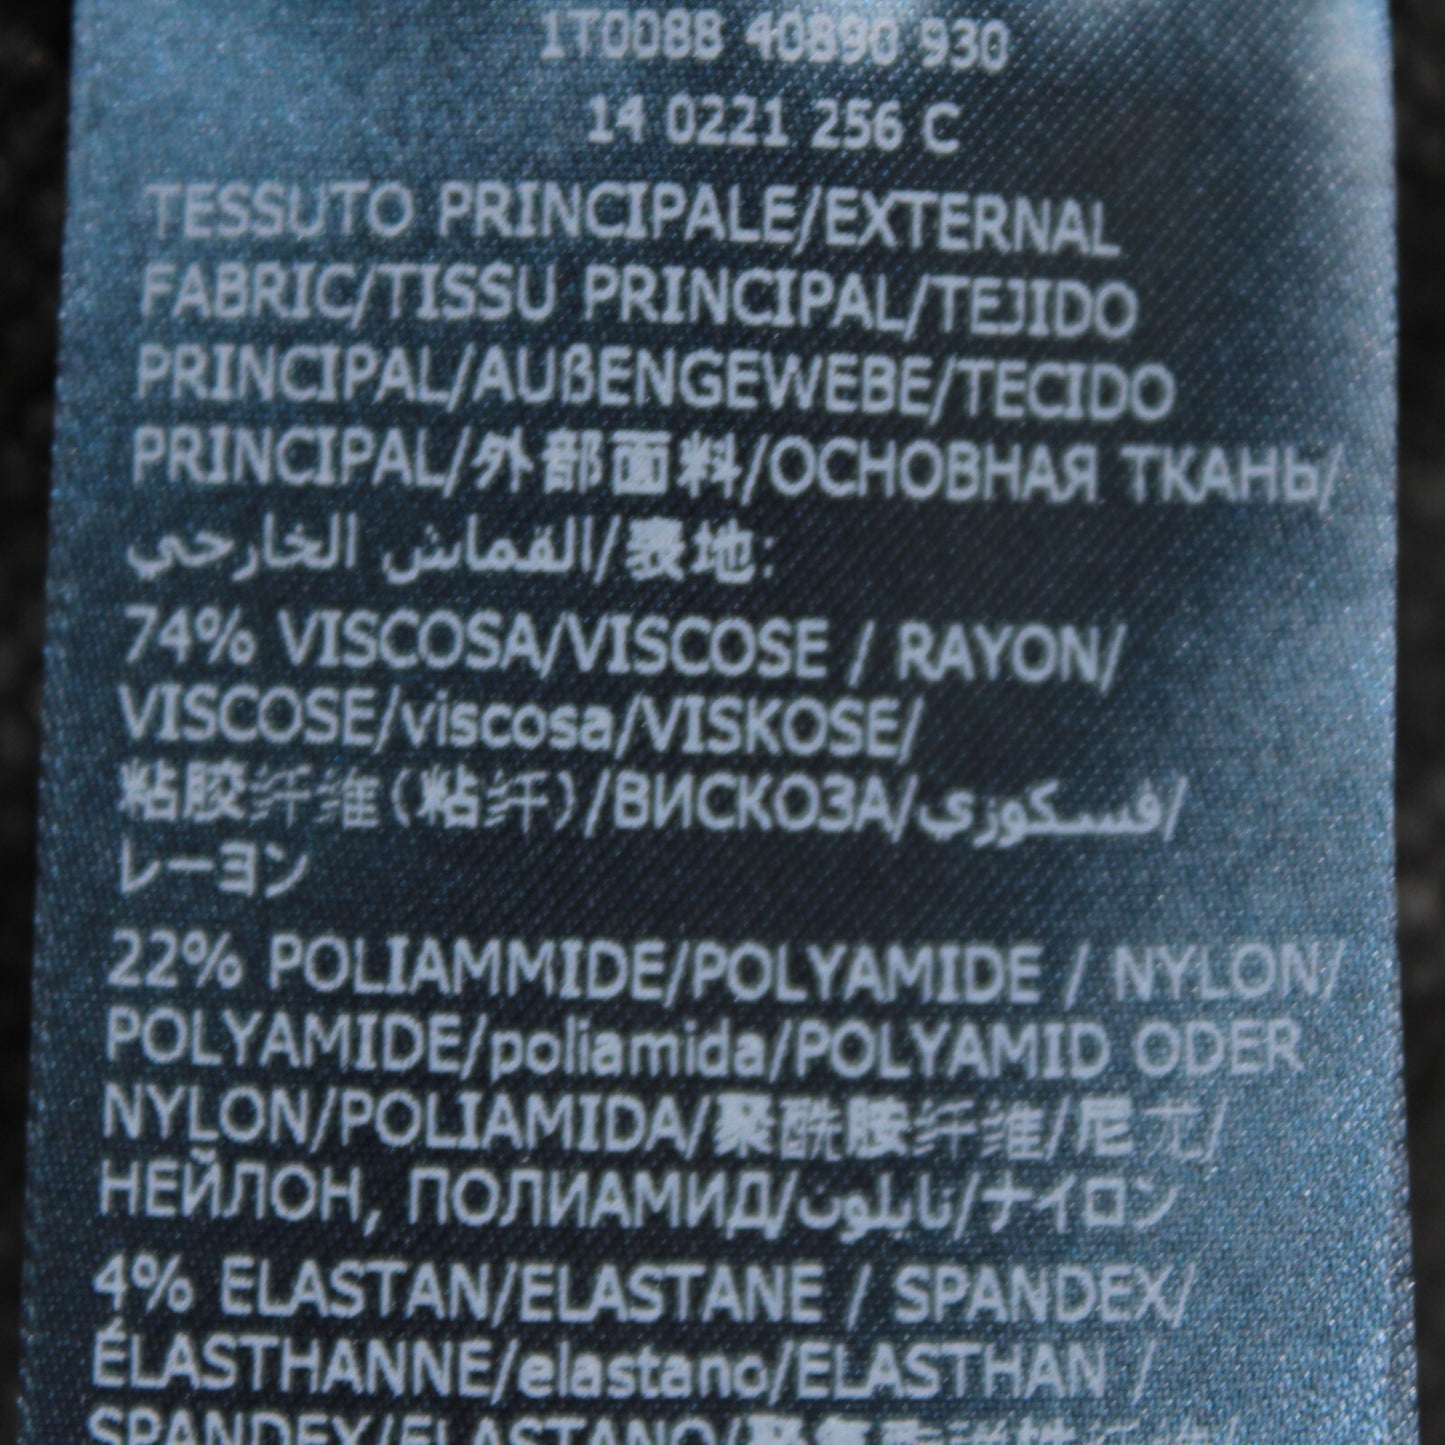 1T0088 40890 930
14 0221 256 C
TESSUTO PRINCIPALE/EXTERNAL
FABRIC/TISSU PRINCIPAL/TEJIDO
PRINCIPAL/AUßENGEWEBE/TECIDO
PRINCIPAL/外部面料/ОСНОВНАЯ ТКАНЬ/
القماش الخارجي/表地:
74% VISCOSA/VISCOSE / RAYON/
VISCOSE/viscosa/VISKOSE/
粘胶纤维(粘纤)/ВИСКОЗА/فسكوزي/
レーヨン
22% POLIAMMIDE/POLYAMIDE / NYLON/
POLYAMIDE/poliamida/POLYAMID ODER
NYLON/POLIAMIDA/聚酰胺纤维/尼龙/
НЕЙЛОН, ПОЛИАМИД/نايلون/ナイロン
4% ELASTAN/ELASTANE / SPANDEX/
ÉLASTHANNE/elastano/ELASTHAN /
SPANDEX/ELASTANO/